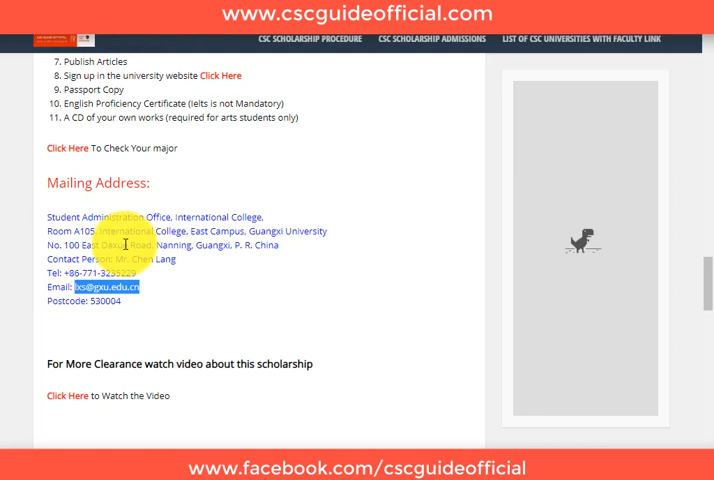 www.cscguideofficial.com
CSC SCHOLARSHIP PROCEDURE CSC SCHOLARSHIP ADMISSIONS LIST OF CSC UNIVERSITIES WITH FACULTY LINK
7. Publish Articles
8. Sign up in the university website Click Here
9. Passport Copy
10. English Proficiency Certificate (Ielts is not Mandatory)
11. A CD of your own works (required for arts students only)
Click Here To Check Your major
Mailing Address:
Student Administration Office, International College,
Room A105, International College, East Campus, Guangxi University
No. 100 East Daxue Road, Nanning, Guangxi, P. R. China
Contact Person: Mr. Chen Lang
Tel: +86-771-3235229
Email: lxs@gxu.edu.cn
Postcode: 530004
For More Clearance watch video about this scholarship
Click Here to Watch the Video
www.facebook.com/cscguideofficial